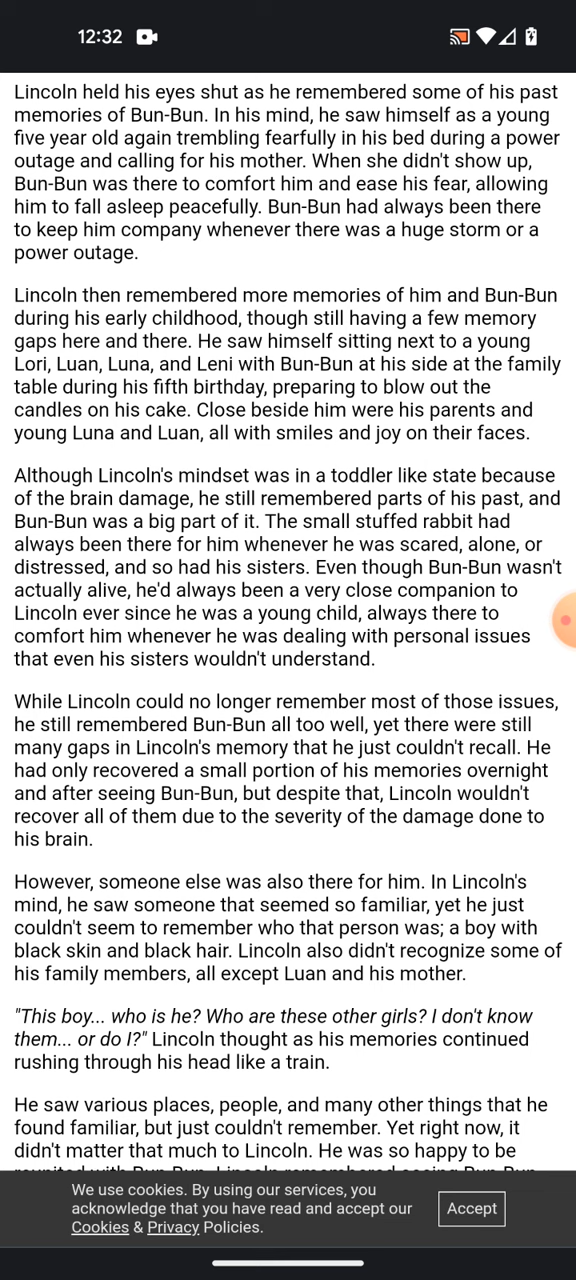 12:32
Lincoln held his eyes shut as he remembered some of his past
memories of Bun-Bun. In his mind, he saw himself as a young
five year old again trembling fearfully in his bed during a power
outage and calling for his mother. When she didn't show up,
Bun-Bun was there to comfort him and ease his fear, allowing
him to fall asleep peacefully. Bun-Bun had always been there
to keep him company whenever there was a huge storm or a
power outage.
Lincoln then remembered more memories of him and Bun-Bun
during his early childhood, though still having a few memory
gaps here and there. He saw himself sitting next to a young
Lori, Luan, Luna, and Leni with Bun-Bun at his side at the family
table during his fifth birthday, preparing to blow out the
candles on his cake. Close beside him were his parents and
young Luna and Luan, all with smiles and joy on their faces.
Although Lincoln's mindset was in a toddler like state because
of the brain damage, he still remembered parts of his past, and
Bun-Bun was a big part of it. The small stuffed rabbit had
always been there for him whenever he was scared, alone, or
distressed, and so had his sisters. Even though Bun-Bun wasn't
actually alive, he'd always been a very close companion to
Lincoln ever since he was a young child, always there to
comfort him whenever he was dealing with personal issues
that even his sisters wouldn't understand.
While Lincoln could no longer remember most of those issues,
he still remembered Bun-Bun all too well, yet there were still
many gaps in Lincoln's memory that he just couldn't recall. He
had only recovered a small portion of his memories overnight
and after seeing Bun-Bun, but despite that, Lincoln wouldn't
recover all of them due to the severity of the damage done to
his brain.
However, someone else was also there for him. In Lincoln's
mind, he saw someone that seemed so familiar, yet he just
couldn't seem to remember who that person was; a boy with
black skin and black hair. Lincoln also didn't recognize some of
his family members, all except Luan and his mother.
"This boy... who is he? Who are these other girls? I don't know
them... or do I?" Lincoln thought as his memories continued
rushing through his head like a train.
He saw various places, people, and many other things that he
found familiar, but just couldn't remember. Yet right now, it
didn't matter that much to Lincoln. He was so happy to be
reunited with Bun-Bun. Lincoln remembered seeing Bun-Bun
We use cookies. By using our services, you
acknowledge that you have read and accept our
Cookies & Privacy Policies.
Accept